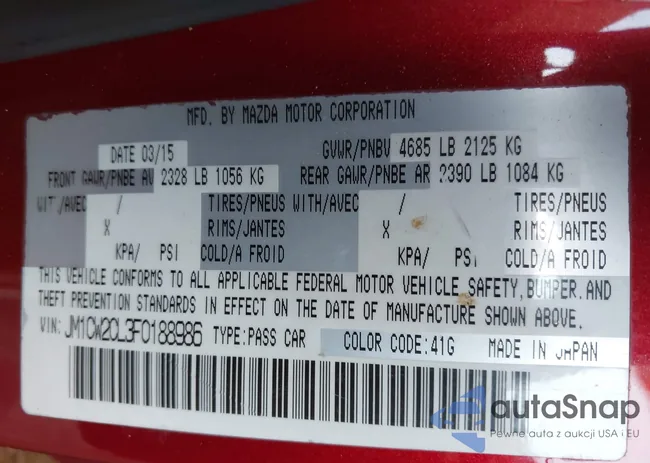 MFD. BY MAZDA MOTOR CORPORATION
DATE 03/15 GVWR/PNBV 4685 LB 2125 KG
FRONT GAWR/PNBE AV 2328 LB 1056 KG REAR GAWR/PNBE AR 2390 LB 1084 KG
WITH/AVEC / TIRES/PNEUS WITH/AVEC / TIRES/PNEUS
X RIMS/JANTES X RIMS/JANTES
KPA/ PSI COLD/A FROID KPA/ PSI COLD/A FROID
THIS VEHICLE CONFORMS TO ALL APPLICABLE FEDERAL MOTOR VEHICLE SAFETY, BUMPER, AND
THEFT PREVENTION STANDARDS IN EFFECT ON THE DATE OF MANUFACTURE SHOWN ABOVE.
VIN: JM1CW2CL3F0188986 TYPE:PASS CAR COLOR CODE:41G MADE IN JAPAN
autaSnap
Pewne auta z aukcji USA i EU